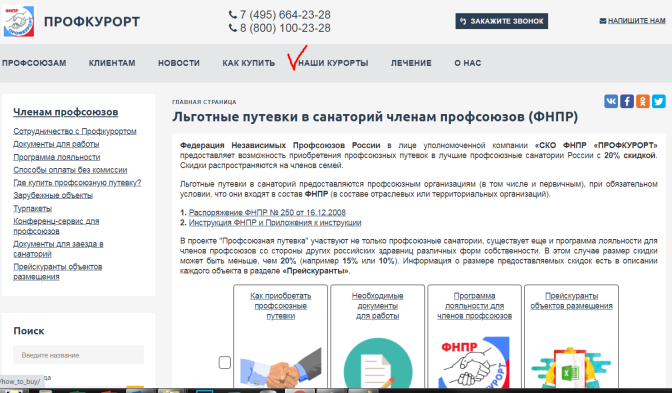 ФНПР
ПРОФКУРОРТ
ПРОФКУРОРТ
7 (495) 664-23-28
8 (800) 100-23-28
ЗАКАЖИТЕ ЗВОНОК
НАПИШИТЕ НАМ
ПРОФСОЮЗАМ КЛИЕНТАМ НОВОСТИ КАК КУПИТЬ НАШИ КУРОРТЫ ЛЕЧЕНИЕ О НАС
Членам профсоюзов
Сотрудничество с Профкурортом
Документы для работы
Программа лояльности
Способы оплаты без комиссии
Где купить профсоюзную путевку?
Зарубежные объекты
Турпакеты
Конференц-сервис для
профсоюзов
Документы для заезда в
санаторий
Прейскуранты объектов
размещения
Поиск
Введите название
да
/how_to_buy/
ГЛАВНАЯ СТРАНИЦА
Льготные путевки в санаторий членам профсоюзов (ФНПР)
Федерация Независимых Профсоюзов России в лице уполномоченной компании «СКО ФНПР «ПРОФКУРОРТ»
предоставляет возможность приобретения профсоюзных путевок в лучшие профсоюзные санатории России с 20% скидкой.
Скидки распространяются на членов семей.
Льготные путевки в санаторий предоставляются профсоюзным организациям (в том числе и первичным), при обязательном
условии, что они входят в состав ФНПР (в составе отраслевых или территориальных организаций).
1. Распоряжение ФНПР № 250 от 16.12.2008
2. Инструкция ФНПР и Приложения к инструкции
В проекте "Профсоюзная путевка" участвуют не только профсоюзные санатории, существует еще и программа лояльности для
членов профсоюзов со стороны других российских здравниц различных форм собственности. В этом случае размер скидки
может быть меньше, чем 20% (например 15% или 10%). Информация о размере предоставляемых скидок есть в описании
каждого объекта в разделе «Прейскуранты».
Как приобретать
профсоюзные
путевки
Необходимые
документы
для работы
Программа
лояльности для
членов профсоюзов
ФНПР
ПРОФКУРОРТ
Прейскуранты
объектов размещения